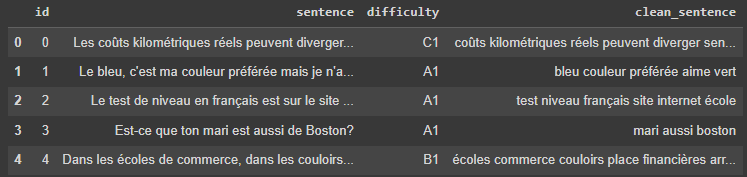 id sentence difficulty clean_sentence
0 0 Les coûts kilométriques réels peuvent diverger... C1 coûts kilométriques réels peuvent diverger sen...
1 1 Le bleu, c'est ma couleur préférée mais je n'a... A1 bleu couleur préférée aime vert
2 2 Le test de niveau en français est sur le site ... A1 test niveau français site internet école
3 3 Est-ce que ton mari est aussi de Boston? A1 mari aussi boston
4 4 Dans les écoles de commerce, dans les couloirs... B1 écoles commerce couloirs place financières arr...